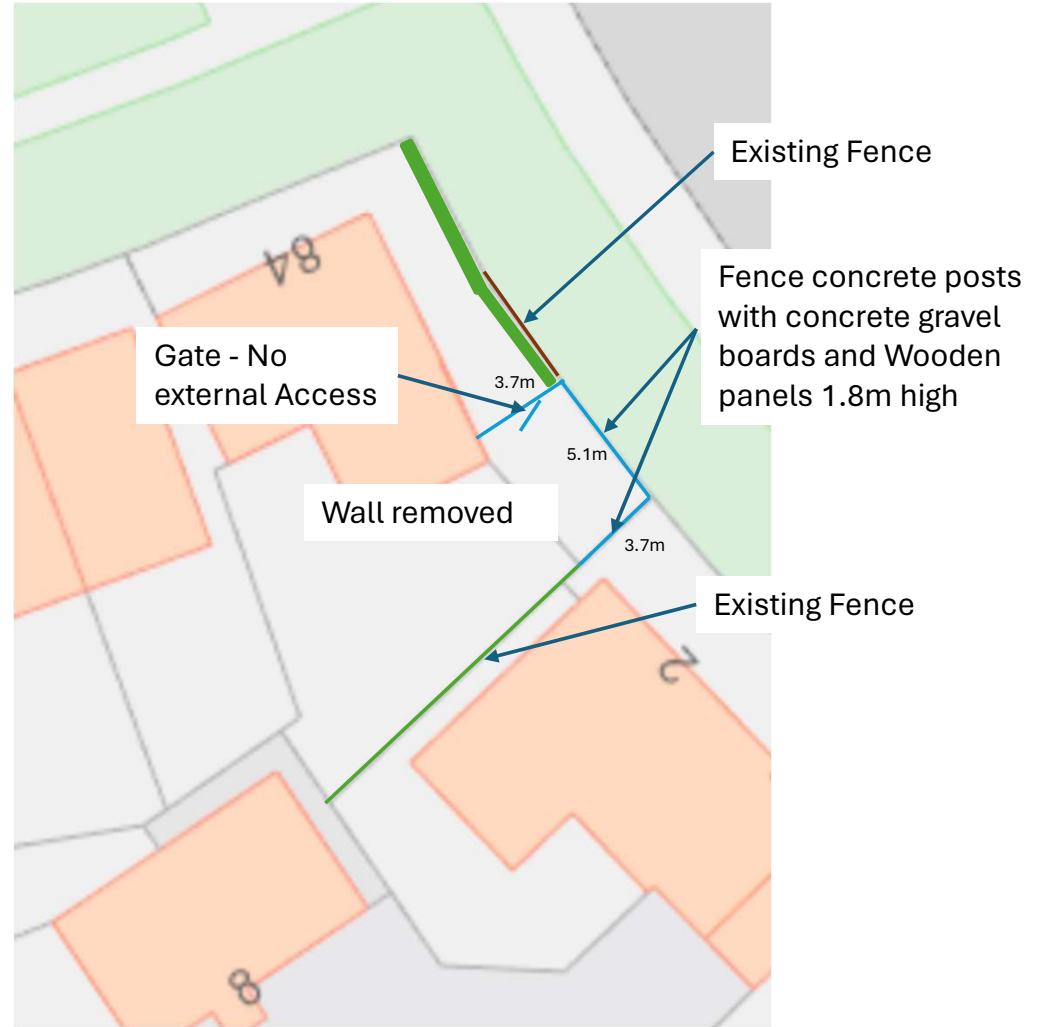 Existing Fence
84
Fence concrete posts
with concrete gravel
boards and Wooden
panels 1.8m high
Gate - No
external Access
3.7m
5.1m
Wall removed
3.7m
Existing Fence
2
8